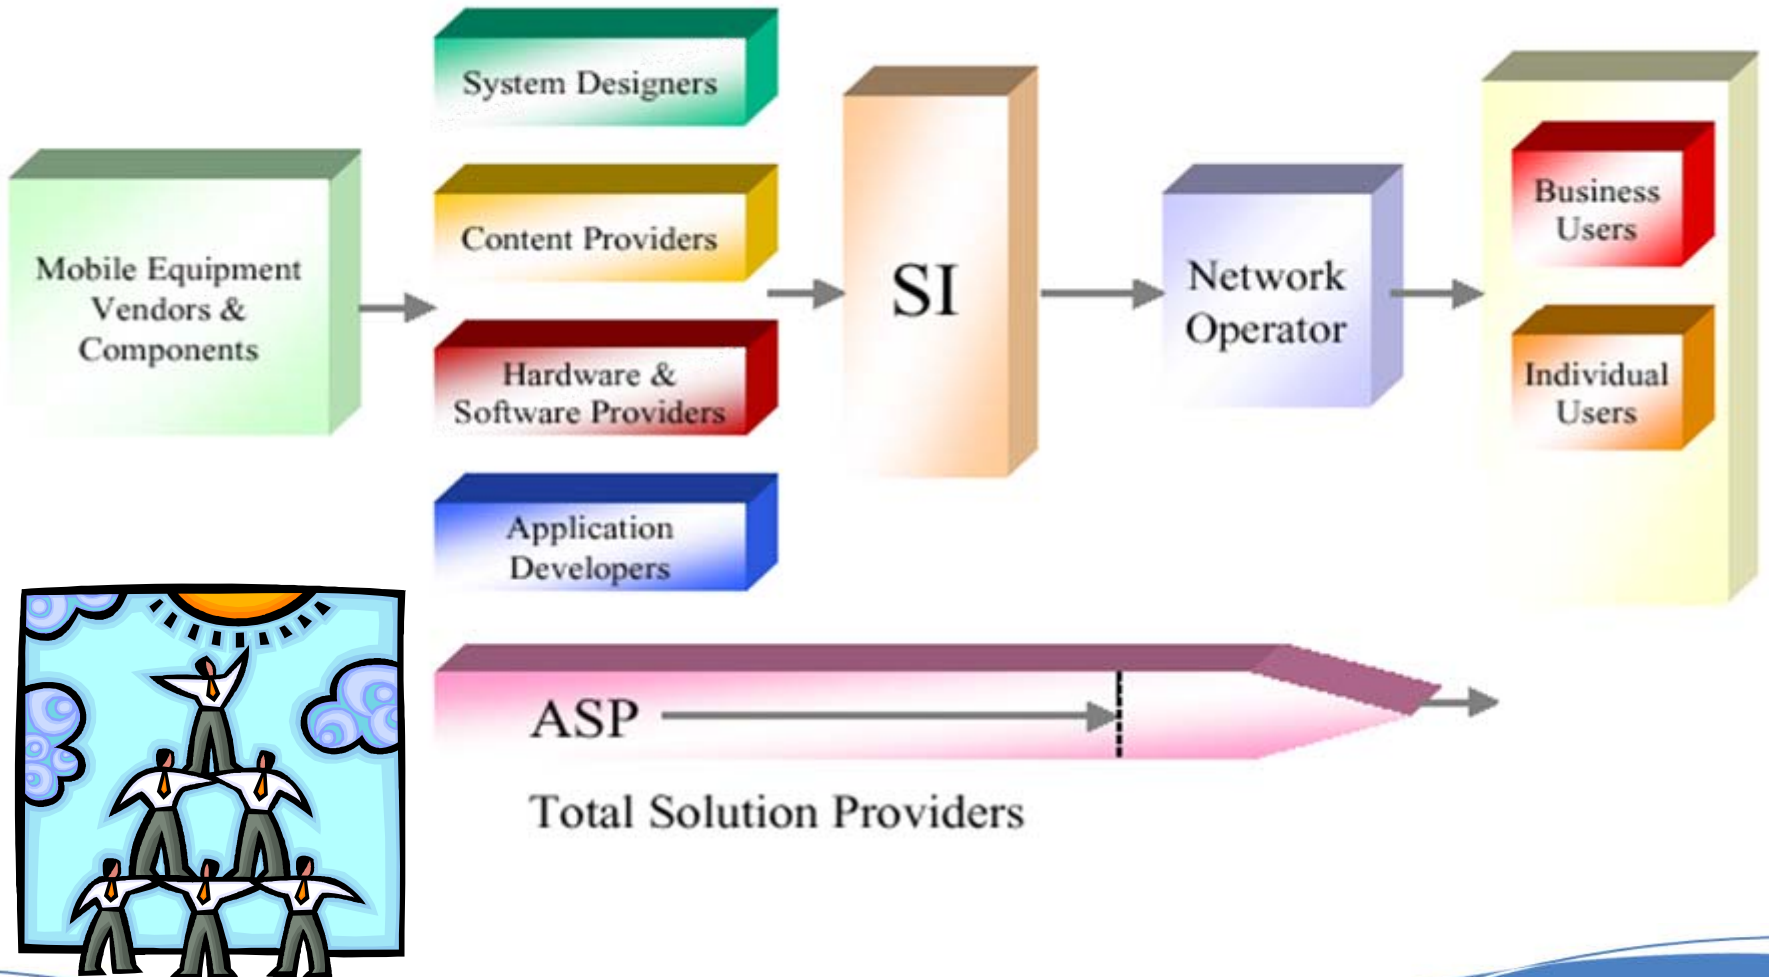 Mobile Equipment
Vendors &
Components
System Designers
Content Providers
Hardware &
Software Providers
Application
Developers
SI
Network
Operator
Business
Users
Individual
Users
ASP
Total Solution Providers